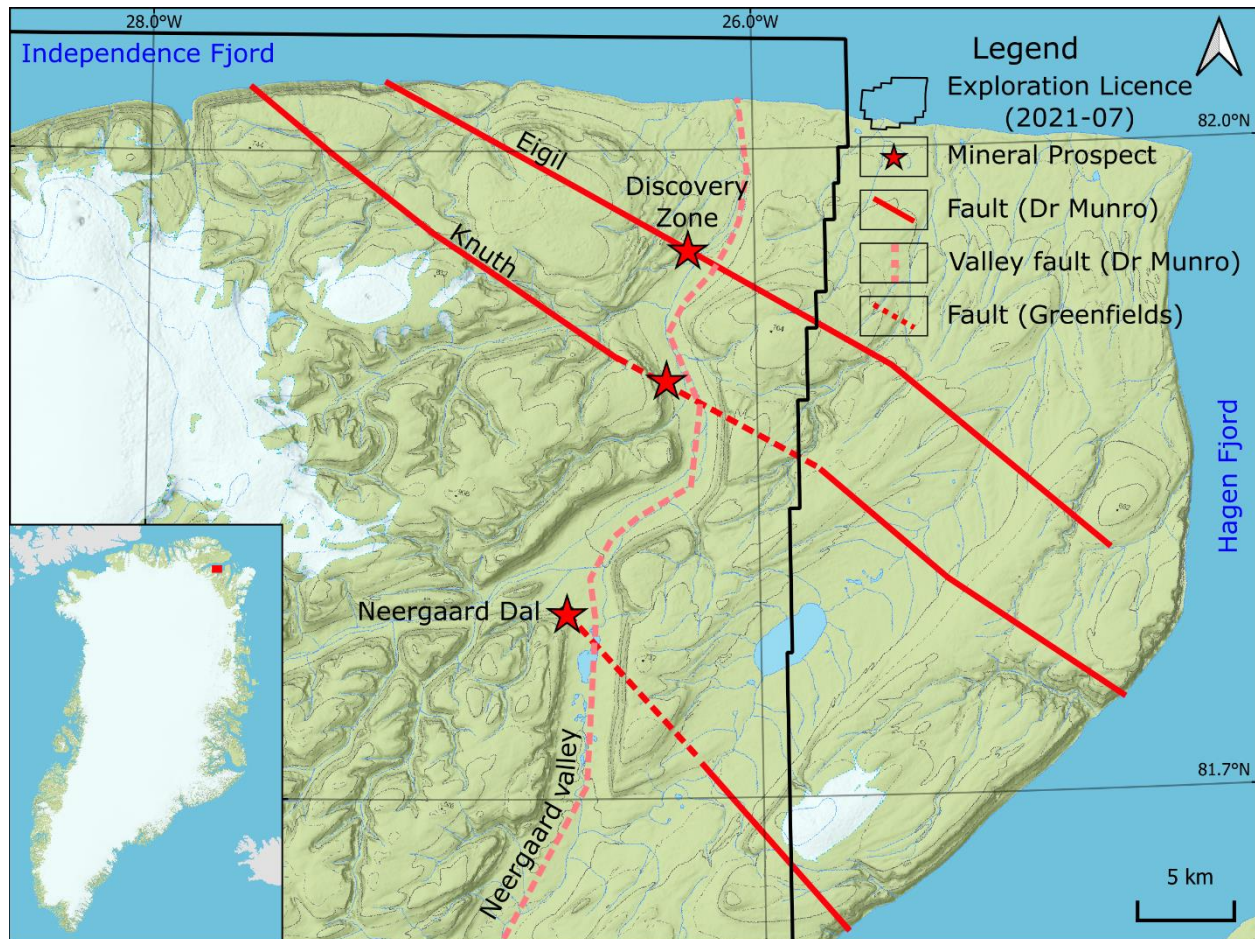 28.0°W
26.0°W
Independence Fjord
Legend
Exploration Licence
(2021-07)
82.0°N
Mineral Prospect
Fault (Dr Munro)
Valley fault (Dr Munro)
Fault (Greenfields)
Eigil
Discovery
Zone
Knuth
Hagen Fjord
Neergaard Dal
Neergaard valley
81.7°N
5 km